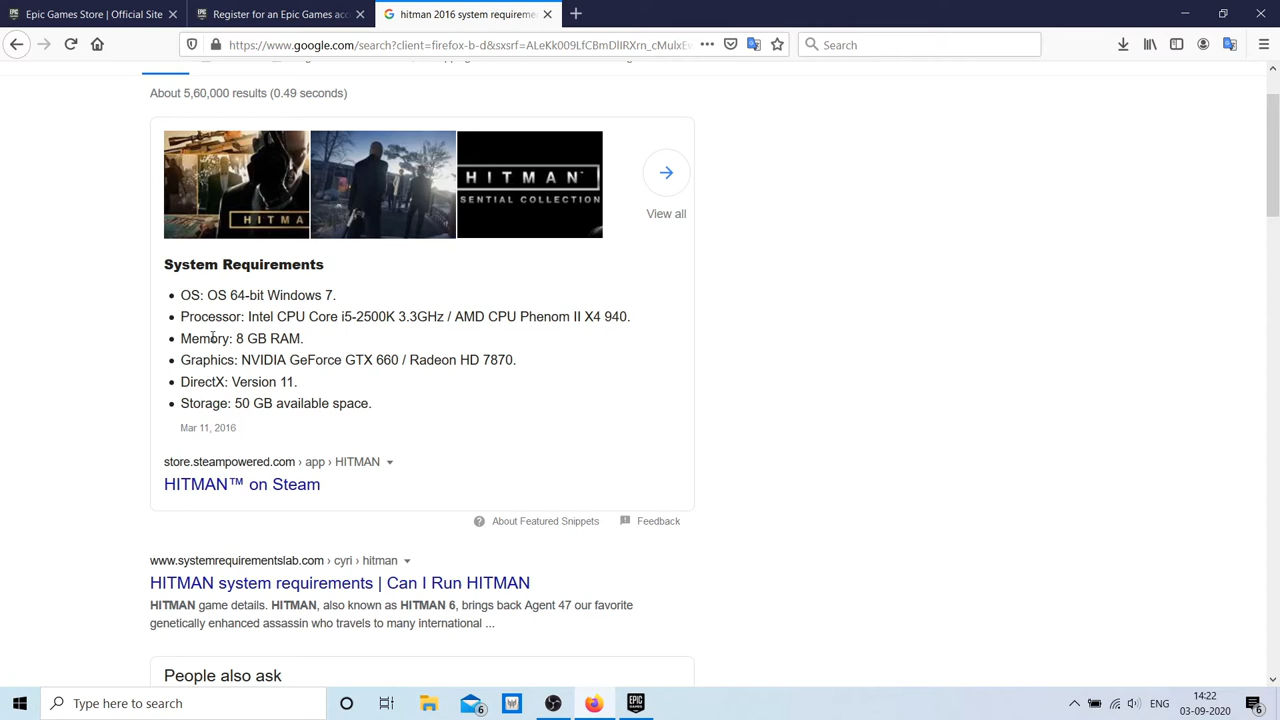 Epic Games Store | Official Site
Register for an Epic Games acc
hitman 2016 system requireme
https://www.google.com/search?client=firefox-b-d&sxsrf=ALeKk009LfCBmDlIRXrn_cMulxE
Search
About 5,60,000 results (0.49 seconds)
HITMA
HITMAN
SENTIAL COLLECTION
View all
System Requirements
• OS: OS 64-bit Windows 7.
• Processor: Intel CPU Core i5-2500K 3.3GHz / AMD CPU Phenom II X4 940.
• Memory: 8 GB RAM.
• Graphics: NVIDIA GeForce GTX 660 / Radeon HD 7870.
• DirectX: Version 11.
• Storage: 50 GB available space.
Mar 11, 2016
store.steampowered.com › app › HITMAN
HITMAN™ on Steam
About Featured Snippets
Feedback
www.systemrequirementslab.com › cyri › hitman
HITMAN system requirements | Can I Run HITMAN
HITMAN game details. HITMAN, also known as HITMAN 6, brings back Agent 47 our favorite
genetically enhanced assassin who travels to many international ...
People also ask
Type here to search
6
EPIC GAMES
ENG
14:22
03-09-2020
6